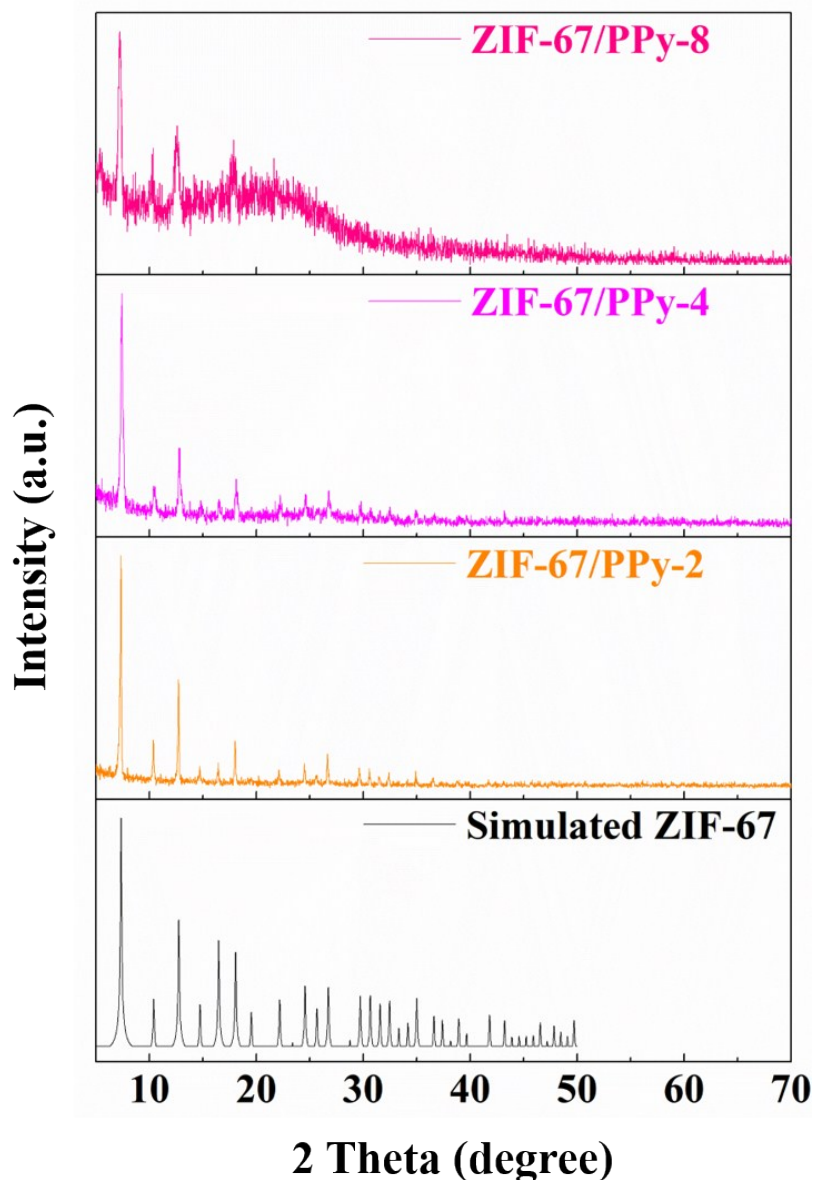 ZIF-67/PPy-8
ZIF-67/PPy-4
ZIF-67/PPy-2
Simulated ZIF-67
Intensity (a.u.)
10 20 30 40 50 60 70
2 Theta (degree)